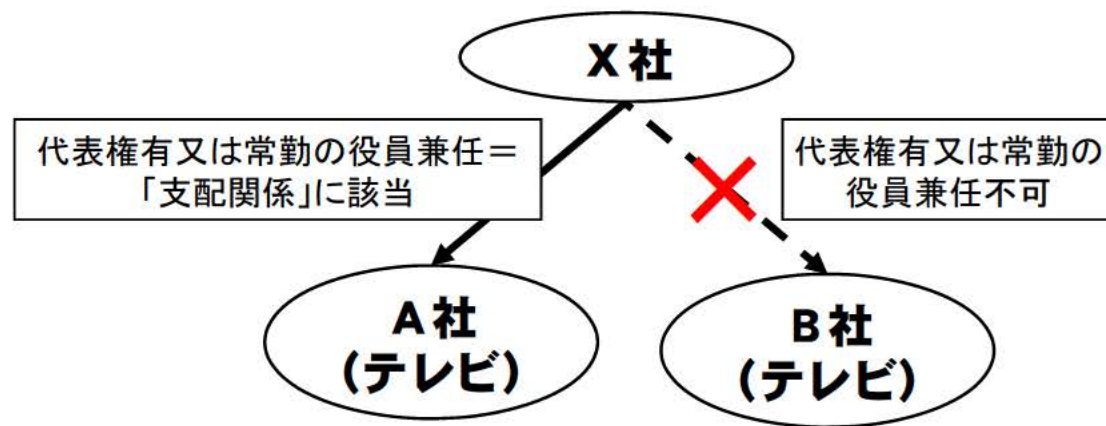 X社
代表権有又は常勤の役員兼任＝
「支配関係」に該当
代表権有又は常勤の
役員兼任不可
A社
(テレビ)
B社
(テレビ)